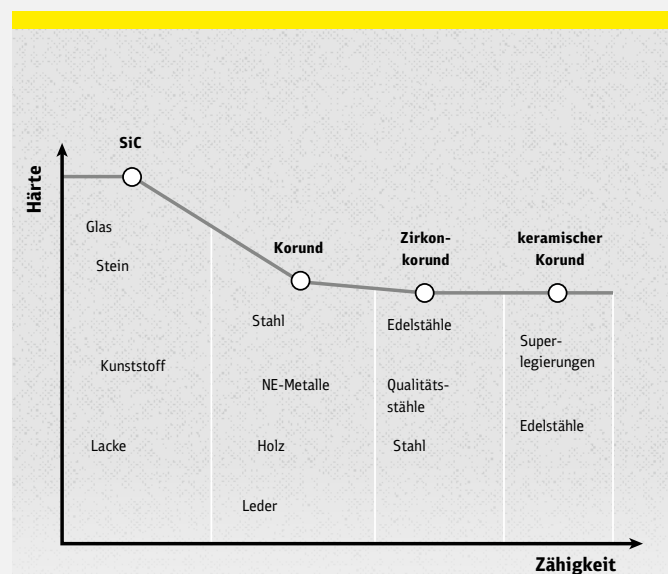 SiC
Härte
Glas
Stein
Kunststoff
Lacke
Korund
Stahl
NE-Metalle
Holz
Leder
Zirkon-
korund
Edelstähle
Qualitäts-
stähle
Stahl
keramischer
Korund
Super-
legierungen
Edelstähle
Zähigkeit